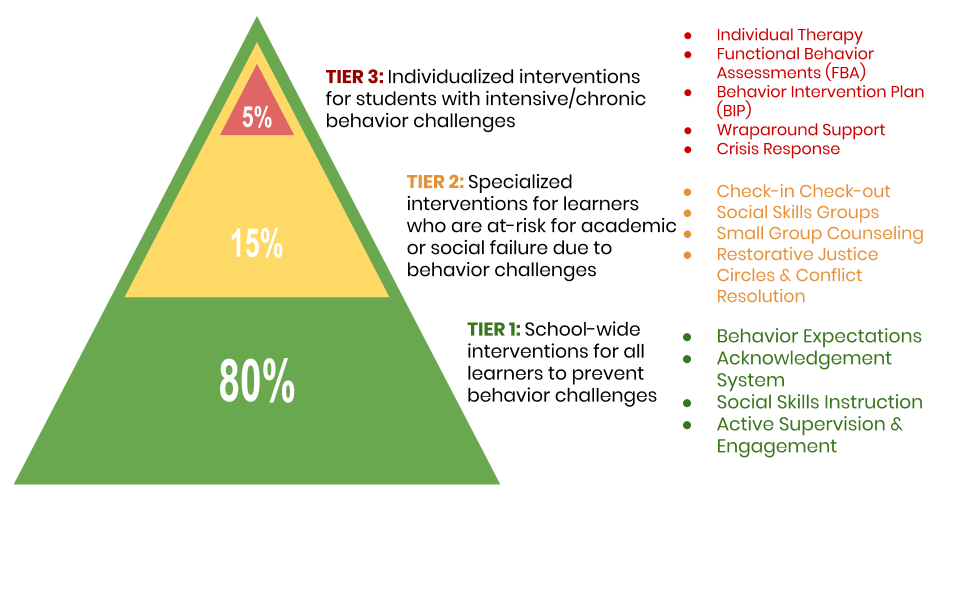 5%
15%
80%
TIER 3: Individualized interventions
for students with intensive/chronic
behavior challenges
● Individual Therapy
● Functional Behavior
Assessments (FBA)
● Behavior Intervention Plan
(BIP)
● Wraparound Support
● Crisis Response
TIER 2: Specialized
interventions for learners
who are at-risk for academic
or social failure due to
behavior challenges
● Check-in Check-out
● Social Skills Groups
● Small Group Counseling
● Restorative Justice
Circles & Conflict
Resolution
TIER 1: School-wide
interventions for all
learners to prevent
behavior challenges
● Behavior Expectations
● Acknowledgement
System
● Social Skills Instruction
● Active Supervision &
Engagement